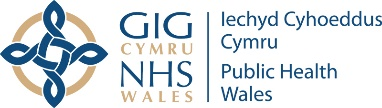 GIG
CYMRU
NHS
WALES
Iechyd Cyhoeddus
Cymru
Public Health
Wales